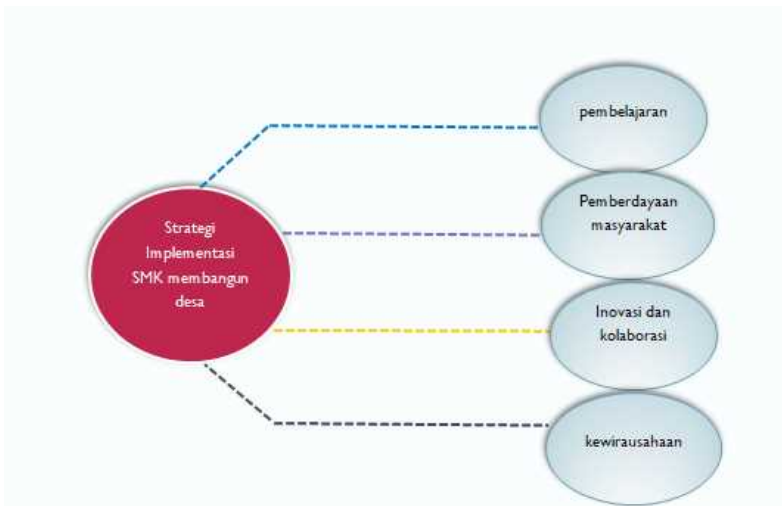 pembelajaran
Pemberdayaan
masyarakat
Strategi
Implementasi
SMK membangun
desa
Inovasi dan
kolaborasi
kewirausahaan